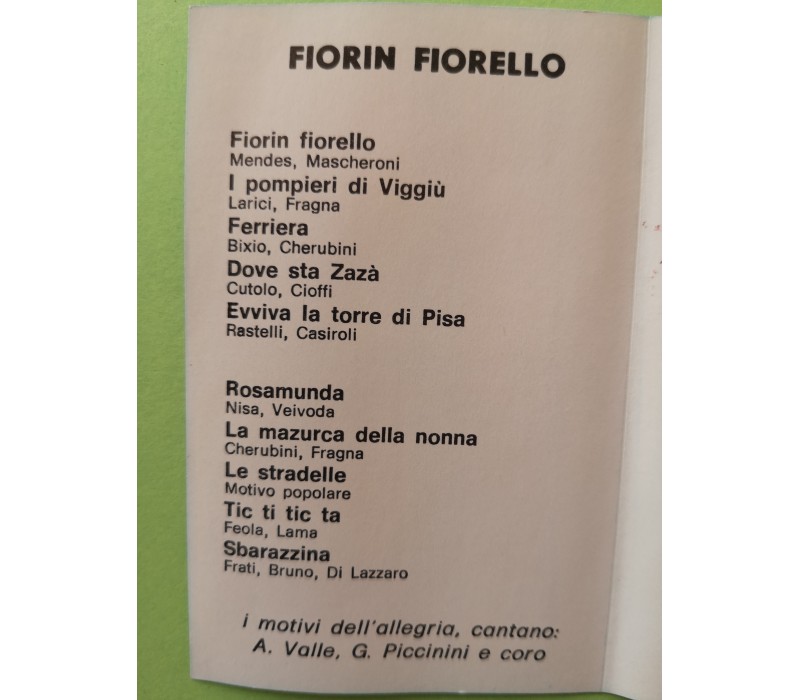 FIORIN FIORELLO
Fiorin fiorello
Mendes, Mascheroni
I pompieri di Viggiù
Larici, Fragna
Ferriera
Bixio, Cherubini
Dove sta Zazà
Cutolo, Cioffi
Evviva la torre di Pisa
Rastelli, Casiroli
Rosamunda
Nisa, Veivoda
La mazurca della nonna
Cherubini, Fragna
Le stradelle
Motivo popolare
Tic ti tic ta
Feola, Lama
Sbarazzina
Frati, Bruno, Di Lazzaro
i motivi dell'allegria, cantano:
A. Valle, G. Piccinini e coro